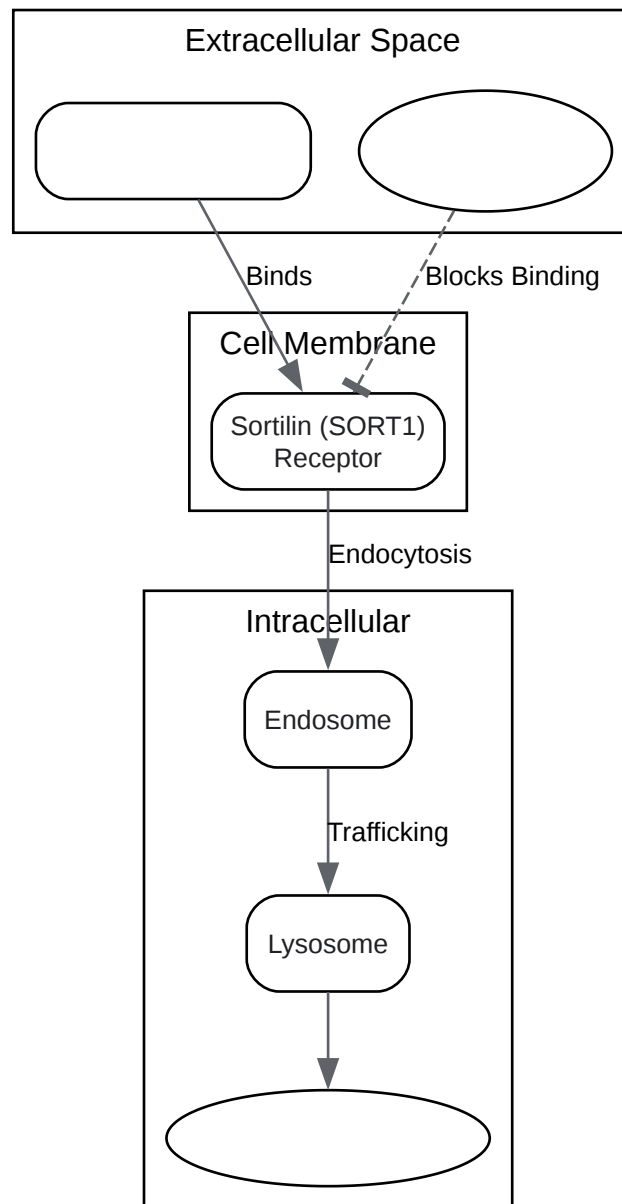 Extracellular Space
Binds
Blocks Binding
Cell Membrane
Sortilin (SORT1)
Receptor
Endocytosis
Intracellular
Endosome
Trafficking
Lysosome